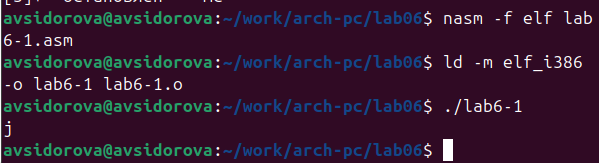 avsidorova@avsidorova:~/work/arch-pc/lab06$ nasm -f elf lab
6-1.asm
avsidorova@avsidorova:~/work/arch-pc/lab06$ ld -m elf_i386
-o lab6-1 lab6-1.o
avsidorova@avsidorova:~/work/arch-pc/lab06$ ./lab6-1
j
avsidorova@avsidorova:~/work/arch-pc/lab06$